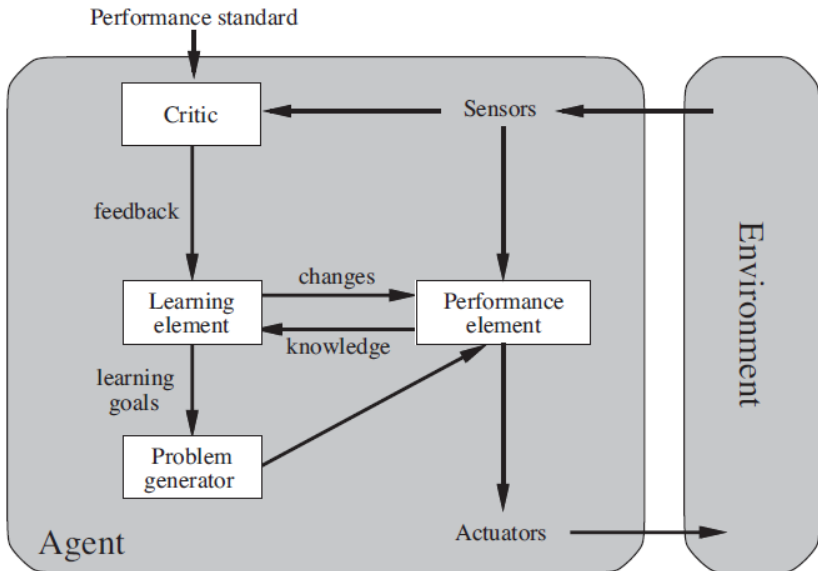 Performance standard
Critic
Sensors
feedback
changes
Learning
element
Performance
element
knowledge
learning
goals
Problem
generator
Actuators
Agent
Environment